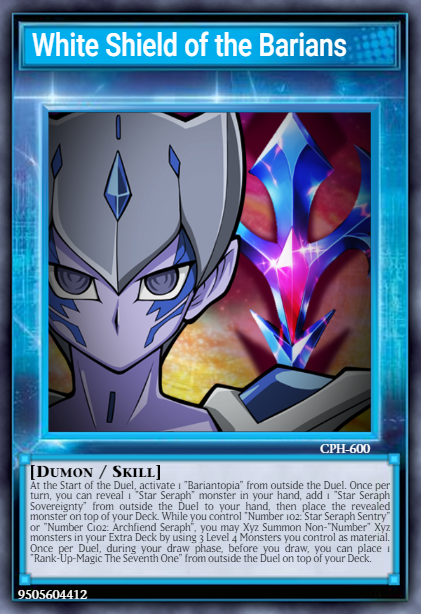 White Shield of the Barians
CPH-600
[Dumon / Skill]
At the Start of the Duel, activate 1 "Bariantopia" from outside the Duel. Once per
turn, you can reveal 1 "Star Seraph" monster in your hand, add 1 "Star Seraph
Sovereignty" from outside the Duel to your hand, then place the revealed
monster on top of your Deck. While you control "Number 102: Star Seraph Sentry"
or "Number C102: Archfiend Seraph", you may Xyz Summon Non-"Number" Xyz
monsters in your Extra Deck by using 3 Level 4 Monsters you control as material.
Once per Duel, during your draw phase, before you draw, you can place 1
"Rank-Up-Magic The Seventh One" from outside the Duel on top of your Deck.
9505604412